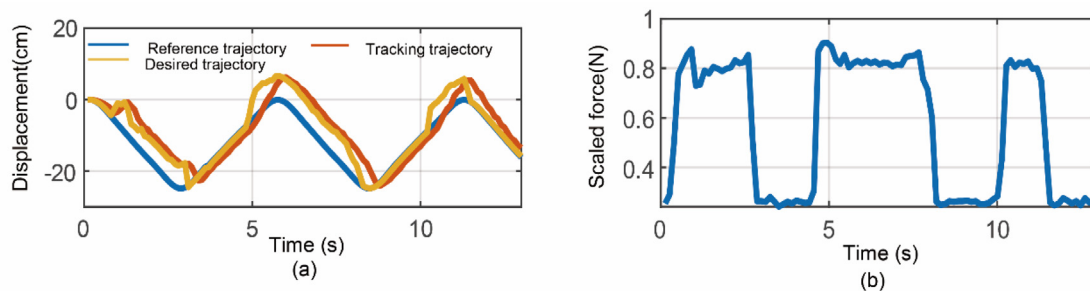 20
0
-20
Displacement(cm)
Reference trajectory
Tracking trajectory
Desired trajectory
0
5
10
Time (s)
(a)
1
0.8
0.6
0.4
Scaled force(N)
0
5
10
Time (s)
(b)